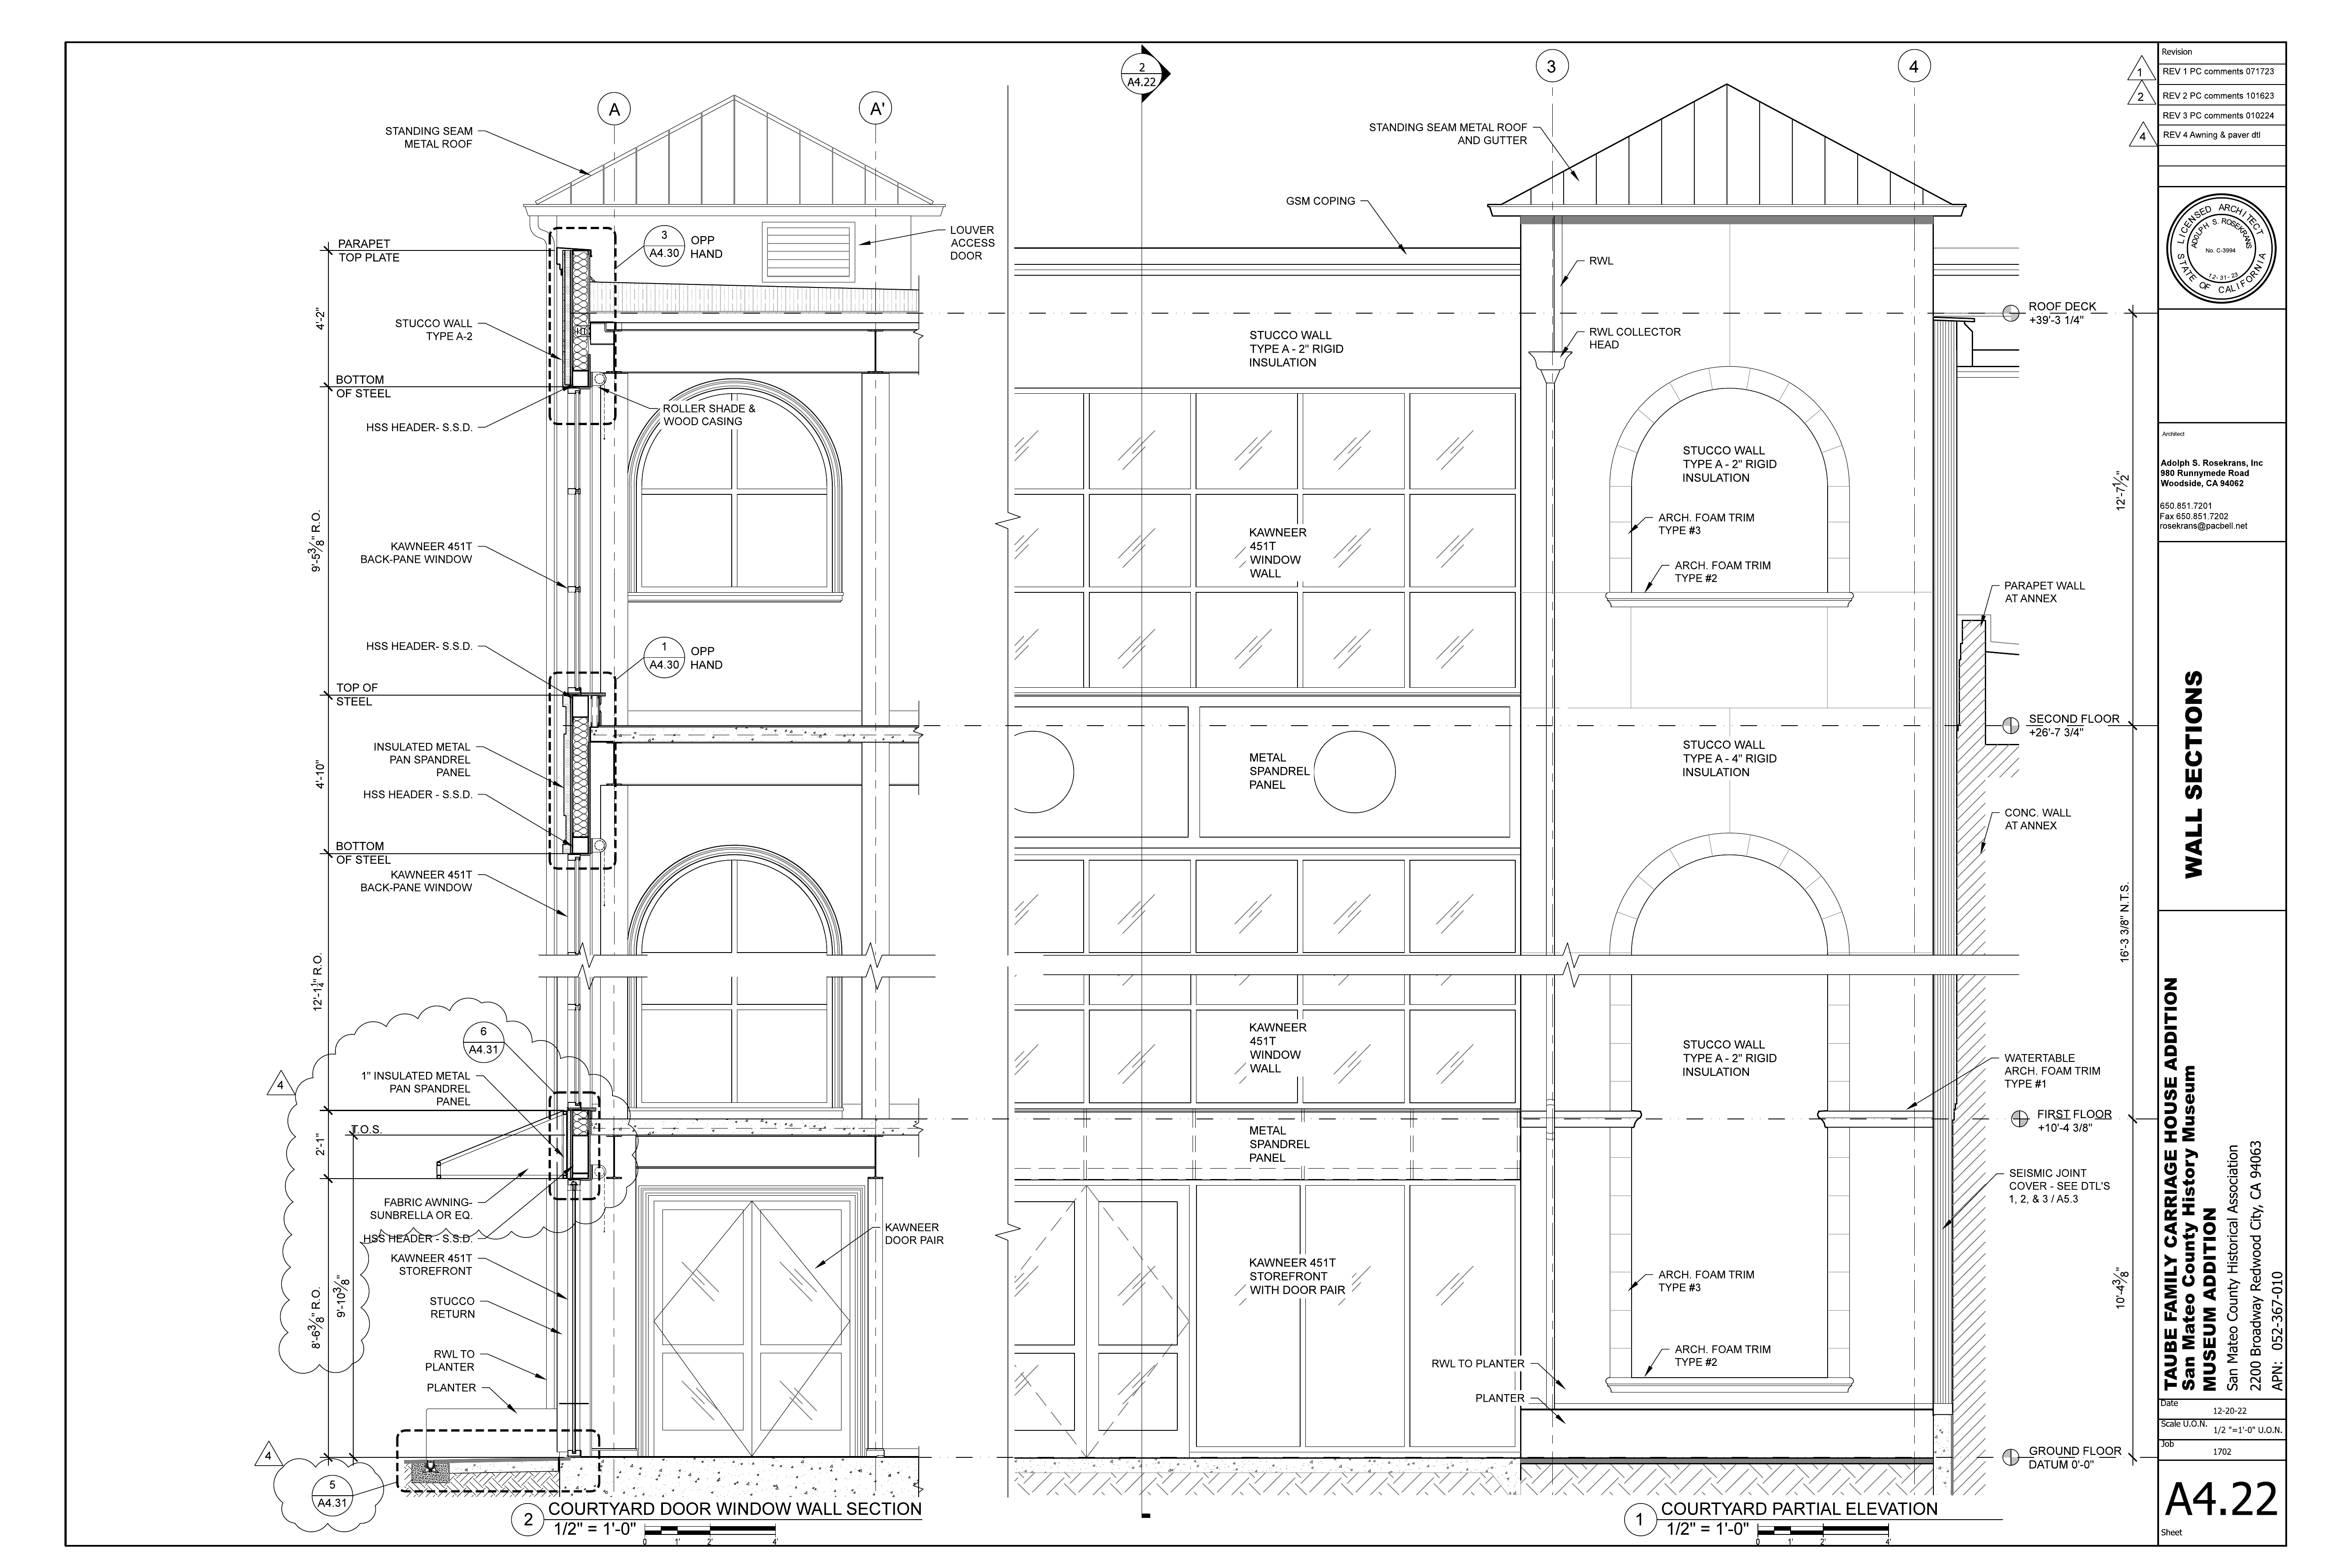 A
A'
2
A4.22
3
4
STANDING SEAM
METAL ROOF
LOUVER
ACCESS
DOOR
3
A4.30
OPP
HAND
PARAPET
TOP PLATE
4'-2"
STUCCO WALL
TYPE A-2"
BOTTOM
OF STEEL
HSS HEADER- S.S.D.
ROLLER SHADE &
WOOD CASING
9'-5 3/8" R.O.
KAWNEER 451T
BACK-PANE WINDOW
HSS HEADER- S.S.D.
1
A4.30
OPP
HAND
TOP OF
STEEL
INSULATED METAL
PAN SPANDREL
PANEL
4'-10"
HSS HEADER - S.S.D.
BOTTOM
OF STEEL
KAWNEER 451T
BACK-PANE WINDOW
12'-1 1/4" R.O.
6
A4.31
4
1" INSULATED METAL
PAN SPANDREL
PANEL
T.O.S.
2'-1"
FABRIC AWNING-
SUNBRELLA OR EQ.
HSS HEADER - S.S.D.
KAWNEER 451T
STOREFRONT
8'-6 3/8" R.O.
9'-10 3/8"
STUCCO
RETURN
RWL TO
PLANTER
PLANTER
KAWNEER
DOOR PAIR
4
5
A4.31
2
COURTYARD DOOR WINDOW WALL SECTION
1/2" = 1'-0"
0 1' 2' 4'
STANDING SEAM METAL ROOF
AND GUTTER
GSM COPING
RWL
RWL COLLECTOR
HEAD
STUCCO WALL
TYPE A - 2" RIGID
INSULATION
STUCCO WALL
TYPE A - 2" RIGID
INSULATION
KAWNEER
451T
WINDOW
WALL
ARCH. FOAM TRIM
TYPE #3
ARCH. FOAM TRIM
TYPE #2
METAL
SPANDREL
PANEL
STUCCO WALL
TYPE A - 4" RIGID
INSULATION
KAWNEER
451T
WINDOW
WALL
STUCCO WALL
TYPE A - 2" RIGID
INSULATION
METAL
SPANDREL
PANEL
KAWNEER 451T
STOREFRONT
WITH DOOR PAIR
ARCH. FOAM TRIM
TYPE #3
ARCH. FOAM TRIM
TYPE #2
RWL TO PLANTER
PLANTER
ROOF DECK
+39'-3 1/4"
12'-7 1/2"
PARAPET WALL
AT ANNEX
SECOND FLOOR
+26'-7 3/4"
CONC. WALL
AT ANNEX
16'-3 3/8" N.T.S.
WATERTABLE
ARCH. FOAM TRIM
TYPE #1
FIRST FLOOR
+10'-4 3/8"
SEISMIC JOINT
COVER - SEE DTL'S
1, 2, & 3 / A5.3
10'-4 3/8"
GROUND FLOOR
DATUM 0'-0"
1
COURTYARD PARTIAL ELEVATION
1/2" = 1'-0"
0 1' 2' 4'
Revision
1
REV 1 PC comments 071723
2
REV 2 PC comments 101623
REV 3 PC comments 010224
4
REV 4 Awning & paver dtl
LICENSED ARCHITECT
ADOLPH S. ROSEKRANS
No. C-3994
12-31-23
STATE OF CALIFORNIA
Architect
Adolph S. Rosekrans, Inc
980 Runnymede Road
Woodside, CA 94062
650.851.7201
Fax 650.851.7202
rosekrans@pacbell.net
WALL SECTIONS
TAUBE FAMILY CARRIAGE HOUSE ADDITION
San Mateo County History Museum
MUSEUM ADDITION
San Mateo County Historical Association
2200 Broadway Redwood City, CA 94063
APN: 052-367-010
Date
12-20-22
Scale U.O.N.
1/2 "=1'-0" U.O.N.
Job
1702
A4.22
Sheet